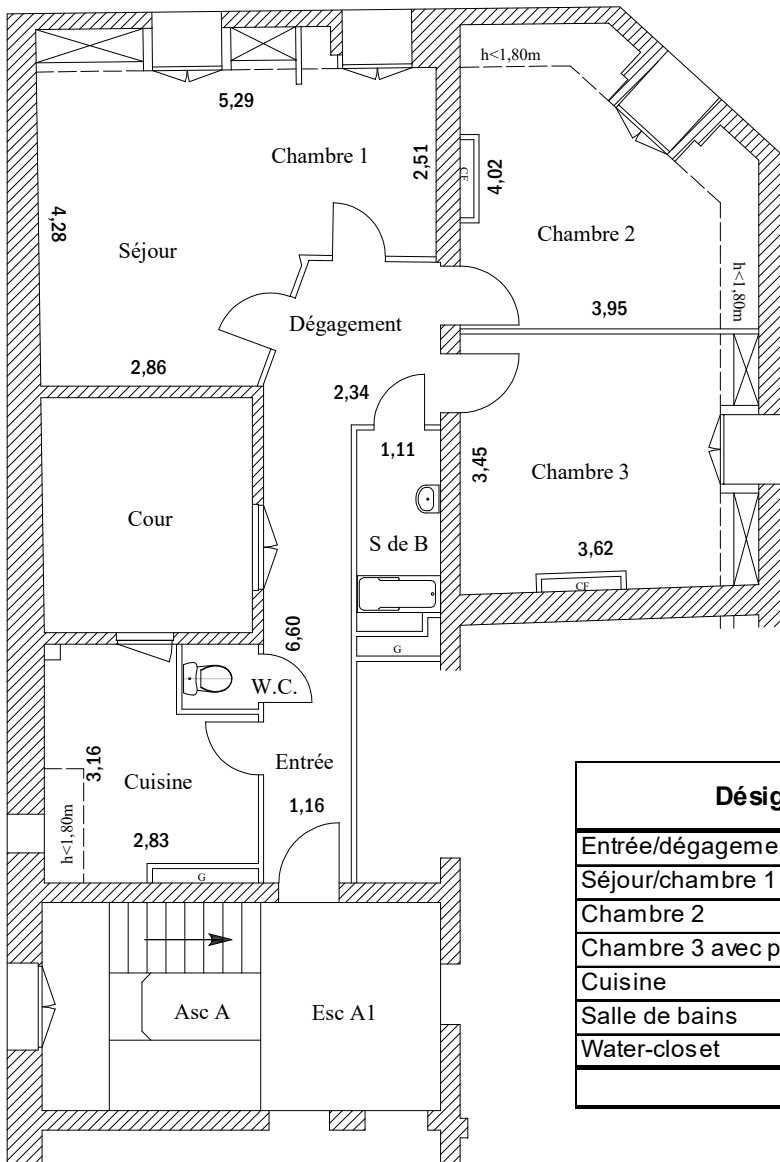 h<1,80m
5,29
Chambre 1
2,51
CF
4,02
4,28
Séjour
Chambre 2
h<1,80m
Dégagement
3,95
2,86
2,34
1,11
3,45
Chambre 3
Cour
S de B
3,62
CF
6,60
G
W.C.
3,16
Cuisine
Entrée
1,16
h<1,80m
2,83
G
Asc A
Esc A1
Désig
Entrée/dégageme
Séjour/chambre 1
Chambre 2
Chambre 3 avec p
Cuisine
Salle de bains
Water-closet